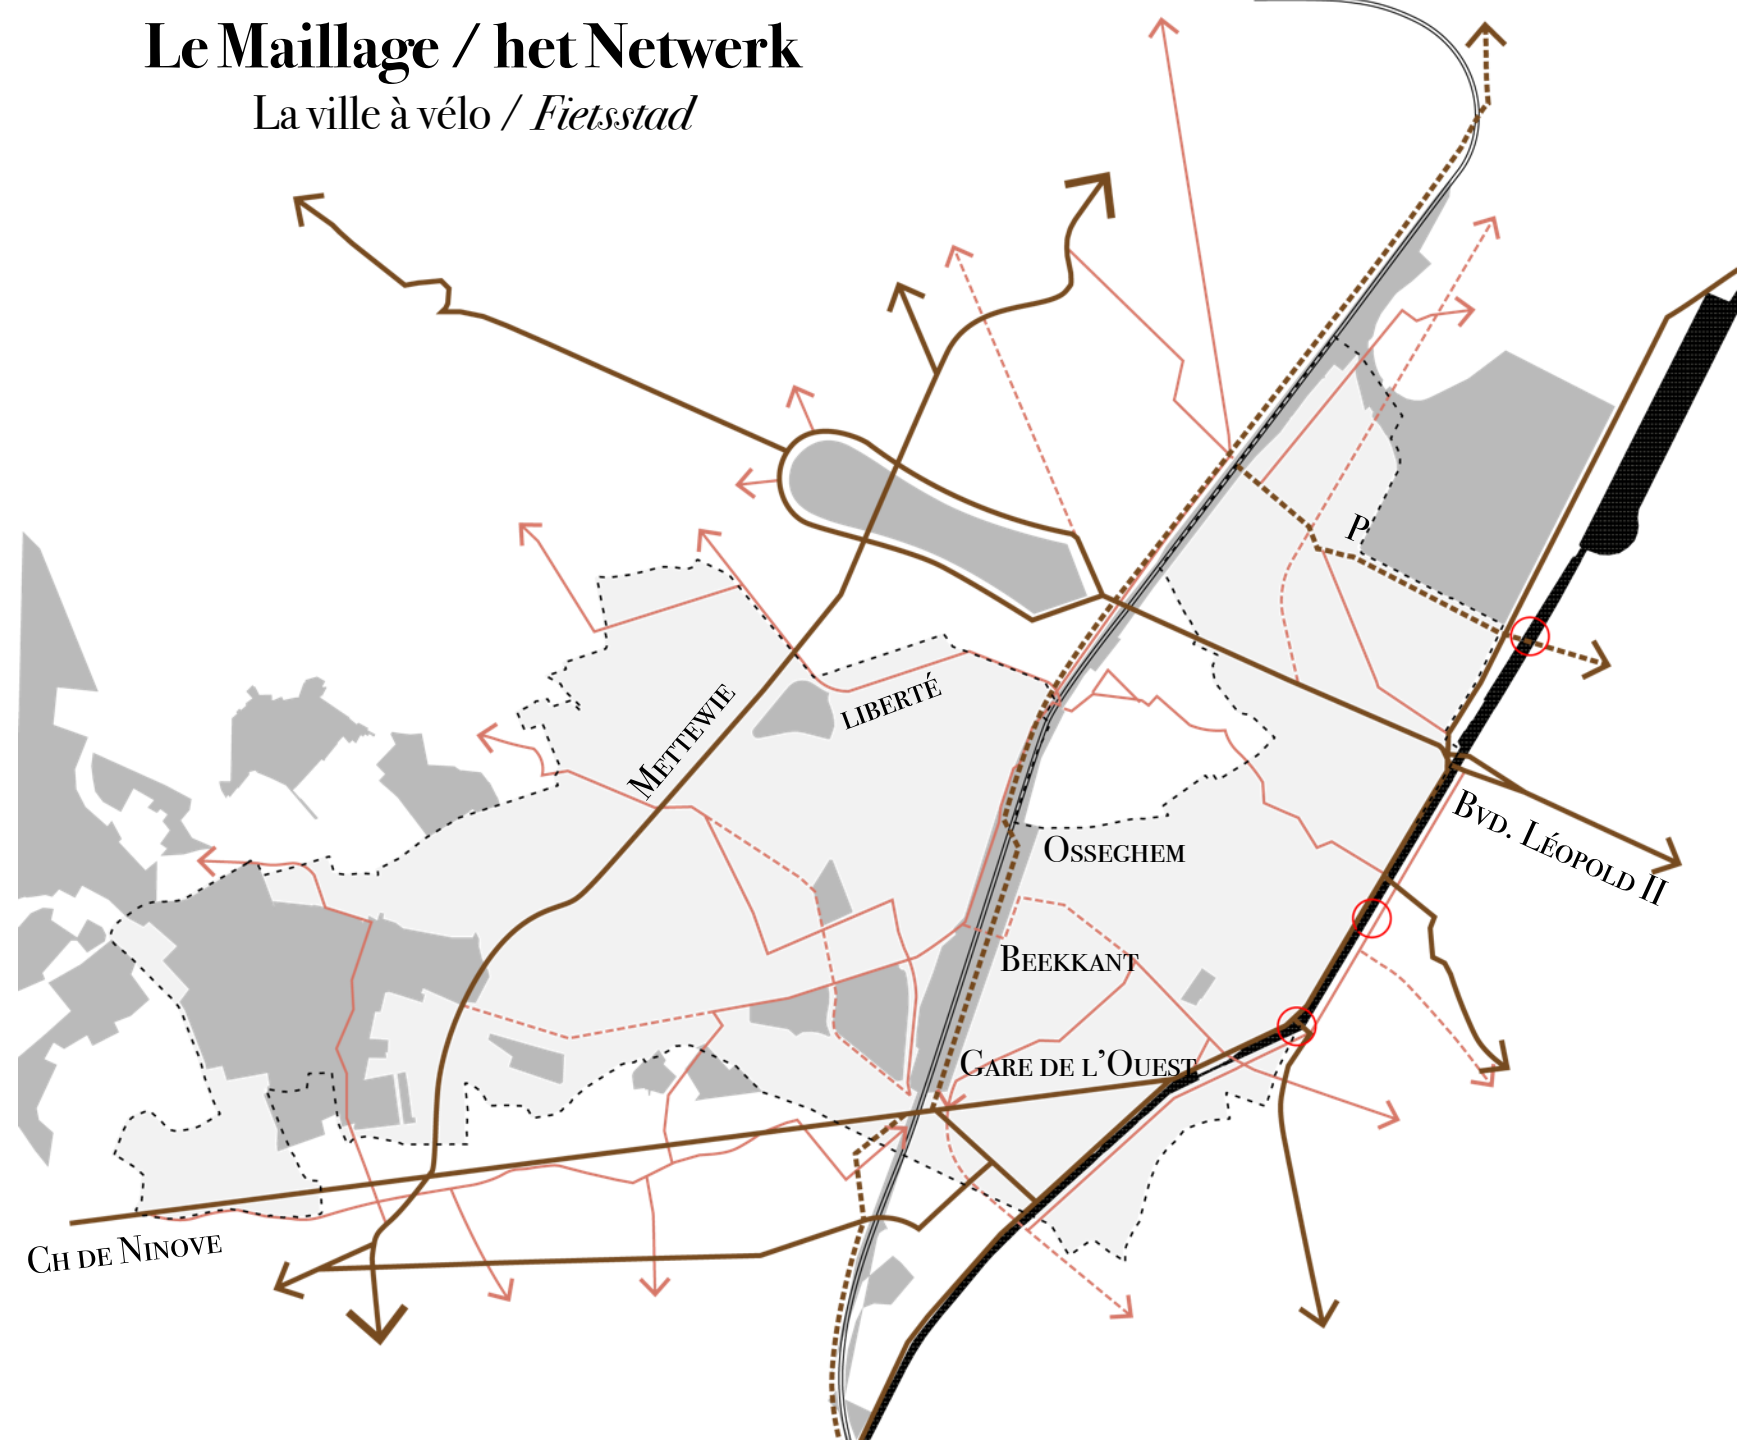 Le Maillage / het Netwerk
La ville à vélo / Fietsstad
P
Mettewie
Liberté
Osseghem
Bvd. Léopold II
Beekkant
Gare de l’Ouest
Ch de Ninove